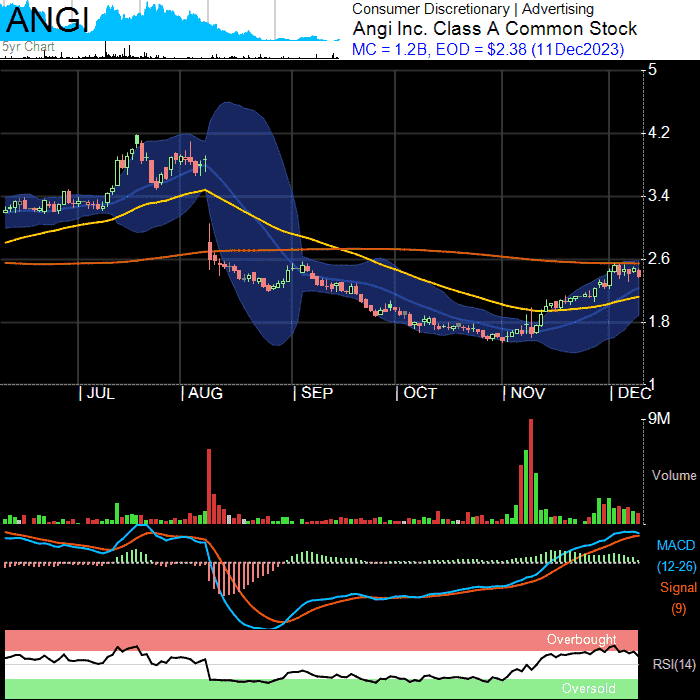 ANGI
5yr Chart
Consumer Discretionary | Advertising
Angi Inc. Class A Common Stock
MC = 1.2B, EOD = $2.38 (11Dec2023)
5
4.2
3.4
2.6
1.8
1
JUL AUG SEP OCT NOV DEC
9M
Volume
MACD
(12-26)
Signal
(9)
Overbought
RSI(14)
Oversold